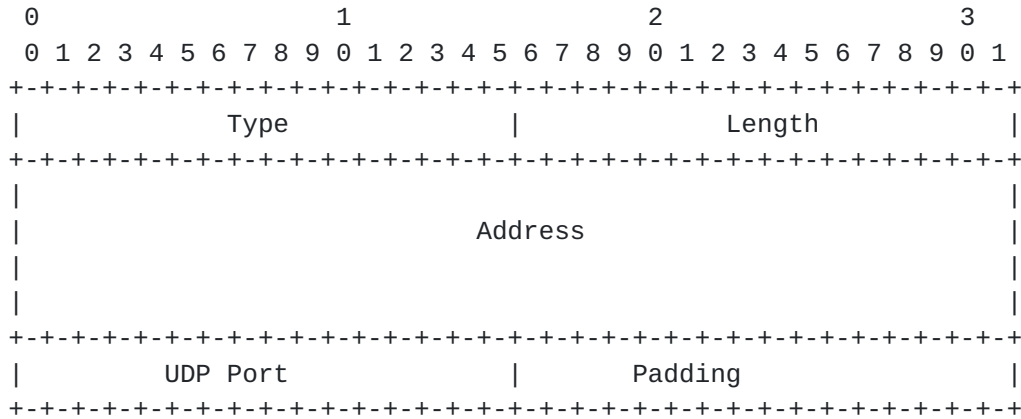 0                   1                   2                   3
0 1 2 3 4 5 6 7 8 9 0 1 2 3 4 5 6 7 8 9 0 1 2 3 4 5 6 7 8 9 0 1
+-+-+-+-+-+-+-+-+-+-+-+-+-+-+-+-+-+-+-+-+-+-+-+-+-+-+-+-+-+-+-+-+
|             Type              |             Length            |
+-+-+-+-+-+-+-+-+-+-+-+-+-+-+-+-+-+-+-+-+-+-+-+-+-+-+-+-+-+-+-+-+
|                                                               |
|                             Address                           |
|                                                               |
|                                                               |
+-+-+-+-+-+-+-+-+-+-+-+-+-+-+-+-+-+-+-+-+-+-+-+-+-+-+-+-+-+-+-+-+
|         UDP Port              |       Padding                 |
+-+-+-+-+-+-+-+-+-+-+-+-+-+-+-+-+-+-+-+-+-+-+-+-+-+-+-+-+-+-+-+-+